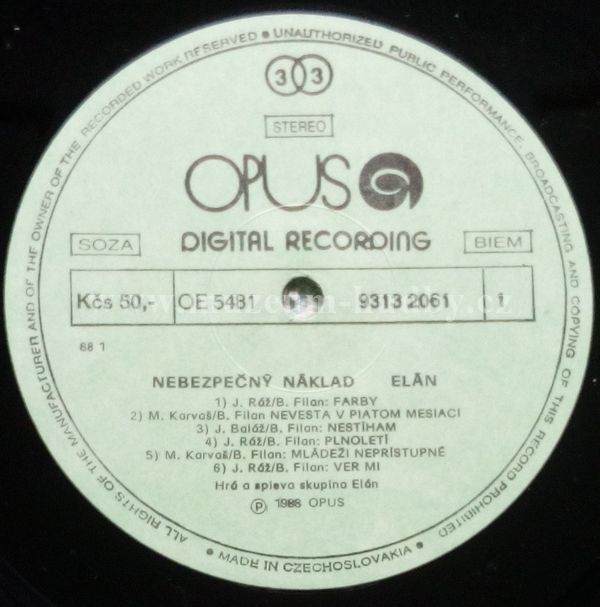 ALL RIGHTS OF THE MANUFACTURER AND OF THE OWNER OF THE RECORDED WORK RESERVED • UNAUTHORIZED PUBLIC PERFORMANCE, BROADCASTING AND COPYING OF THIS RECORD PROHIBITED
• MADE IN CZECHOSLOVAKIA •
33
STEREO
OPUS
SOZA DIGITAL RECORDING BIEM
Kčs 50,- OE 5481 9313 2061 1
88 1
NEBEZPEČNÝ NÁKLAD ELÁN
1) J. Ráž/B. Filan: FARBY
2) M. Karvaš/B. Filan NEVESTA V PIATOM MESIACI
3) J. Baláž/B. Filan: NESTÍHAM
4) J. Ráž/B. Filan: PLNOLETÍ
5) M. Karvaš/B. Filan: MLÁDEŽI NEPRÍSTUPNÉ
6) J. Ráž/B. Filan: VER MI
Hrá a spieva skupina Elán
Ⓟ 1988 OPUS